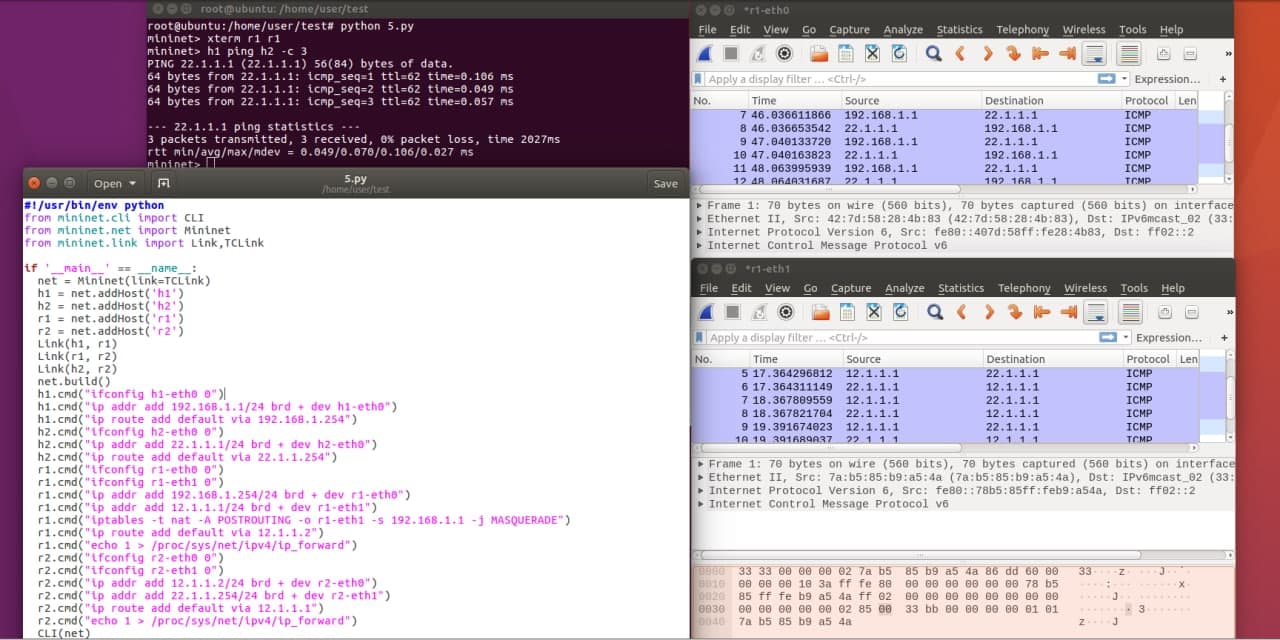 root@ubuntu: /home/user/test
root@ubuntu:/home/user/test# python 5.py
mininet> xterm r1 r1
mininet> h1 ping h2 -c 3
PING 22.1.1.1 (22.1.1.1) 56(84) bytes of data.
64 bytes from 22.1.1.1: icmp_seq=1 ttl=62 time=0.106 ms
64 bytes from 22.1.1.1: icmp_seq=2 ttl=62 time=0.049 ms
64 bytes from 22.1.1.1: icmp_seq=3 ttl=62 time=0.057 ms
--- 22.1.1.1 ping statistics ---
3 packets transmitted, 3 received, 0% packet loss, time 2027ms
rtt min/avg/max/mdev = 0.049/0.070/0.106/0.027 ms
mininet>
Open
5.py
/home/user/test
Save
#!/usr/bin/env python
from mininet.cli import CLI
from mininet.net import Mininet
from mininet.link import Link,TCLink
if '__main__' == __name__:
net = Mininet(link=TCLink)
h1 = net.addHost('h1')
h2 = net.addHost('h2')
r1 = net.addHost('r1')
r2 = net.addHost('r2')
Link(h1, r1)
Link(r1, r2)
Link(h2, r2)
net.build()
h1.cmd("ifconfig h1-eth0 0")
h1.cmd("ip addr add 192.168.1.1/24 brd + dev h1-eth0")
h1.cmd("ip route add default via 192.168.1.254")
h2.cmd("ifconfig h2-eth0 0")
h2.cmd("ip addr add 22.1.1.1/24 brd + dev h2-eth0")
h2.cmd("ip route add default via 22.1.1.254")
r1.cmd("ifconfig r1-eth0 0")
r1.cmd("ifconfig r1-eth1 0")
r1.cmd("ip addr add 192.168.1.254/24 brd + dev r1-eth0")
r1.cmd("ip addr add 12.1.1.1/24 brd + dev r1-eth1")
r1.cmd("iptables -t nat -A POSTROUTING -o r1-eth1 -s 192.168.1.1 -j MASQUERADE")
r1.cmd("ip route add default via 12.1.1.2")
r1.cmd("echo 1 > /proc/sys/net/ipv4/ip_forward")
r2.cmd("ifconfig r2-eth0 0")
r2.cmd("ifconfig r2-eth1 0")
r2.cmd("ip addr add 12.1.1.2/24 brd + dev r2-eth0")
r2.cmd("ip addr add 22.1.1.254/24 brd + dev r2-eth1")
r2.cmd("ip route add default via 12.1.1.1")
r2.cmd("echo 1 > /proc/sys/net/ipv4/ip_forward")
CLI(net)
*r1-eth0
File Edit View Go Capture Analyze Statistics Telephony Wireless Tools Help
Apply a display filter ... <Ctrl-/> Expression... +
No. Time Source Destination Protocol Len
7 46.036611866 192.168.1.1 22.1.1.1 ICMP
8 46.036653542 22.1.1.1 192.168.1.1 ICMP
9 47.040133720 192.168.1.1 22.1.1.1 ICMP
10 47.040163823 22.1.1.1 192.168.1.1 ICMP
11 48.063995939 192.168.1.1 22.1.1.1 ICMP
12 48.064031687 22.1.1.1 192.168.1.1 ICMP
Frame 1: 70 bytes on wire (560 bits), 70 bytes captured (560 bits) on interface
Ethernet II, Src: 42:7d:58:28:4b:83 (42:7d:58:28:4b:83), Dst: IPv6mcast_02 (33:
Internet Protocol Version 6, Src: fe80::407d:58ff:fe28:4b83, Dst: ff02::2
Internet Control Message Protocol v6
*r1-eth1
File Edit View Go Capture Analyze Statistics Telephony Wireless Tools Help
Apply a display filter ... <Ctrl-/> Expression... +
No. Time Source Destination Protocol Len
5 17.364296812 12.1.1.1 22.1.1.1 ICMP
6 17.364311149 22.1.1.1 12.1.1.1 ICMP
7 18.367809559 12.1.1.1 22.1.1.1 ICMP
8 18.367821704 22.1.1.1 12.1.1.1 ICMP
9 19.391674023 12.1.1.1 22.1.1.1 ICMP
10 19.391689037 22.1.1.1 12.1.1.1 ICMP
Frame 1: 70 bytes on wire (560 bits), 70 bytes captured (560 bits) on interface
Ethernet II, Src: 7a:b5:85:b9:a5:4a (7a:b5:85:b9:a5:4a), Dst: IPv6mcast_02 (33:
Internet Protocol Version 6, Src: fe80::78b5:85ff:feb9:a54a, Dst: ff02::2
Internet Control Message Protocol v6
0000 33 33 00 00 00 02 7a b5 85 b9 a5 4a 86 dd 60 00 33····z· ···J··`·
0010 00 00 00 10 3a ff fe 80 00 00 00 00 00 00 78 b5 ····:··· ······x·
0020 85 ff fe b9 a5 4a ff 02 00 00 00 00 00 00 00 00 ·····J·· ········
0030 00 00 00 00 00 02 85 00 33 bb 00 00 00 00 01 01 ········ 3·······
0040 7a b5 85 b9 a5 4a z····J